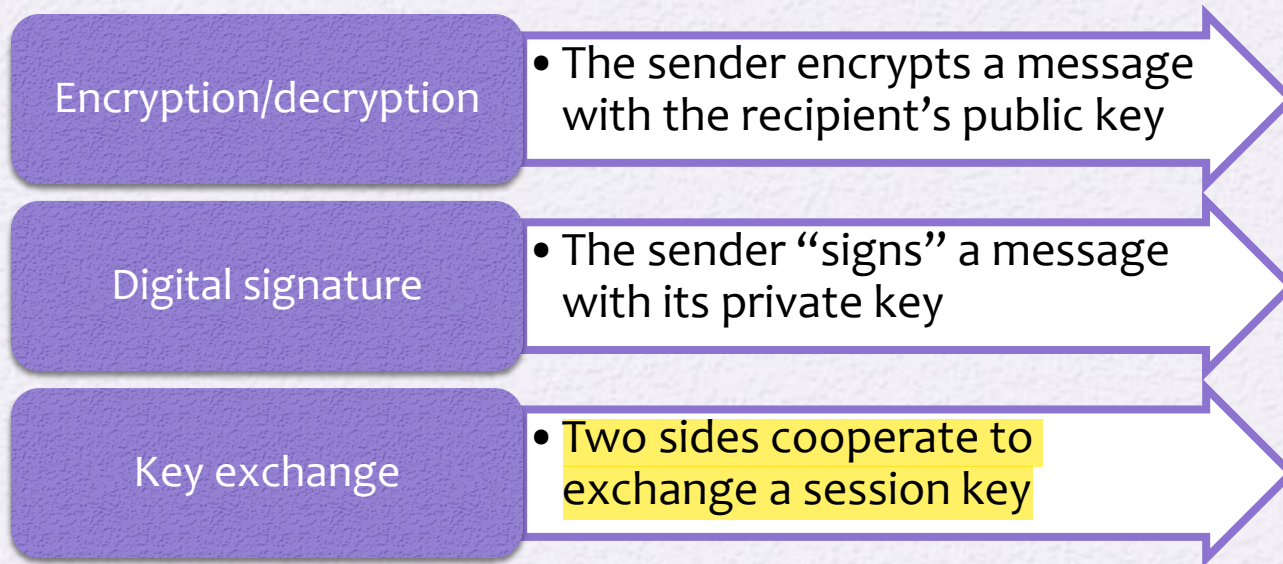 Encryption/decryption
• The sender encrypts a message
with the recipient’s public key
Digital signature
• The sender “signs” a message
with its private key
Key exchange
• Two sides cooperate to
exchange a session key